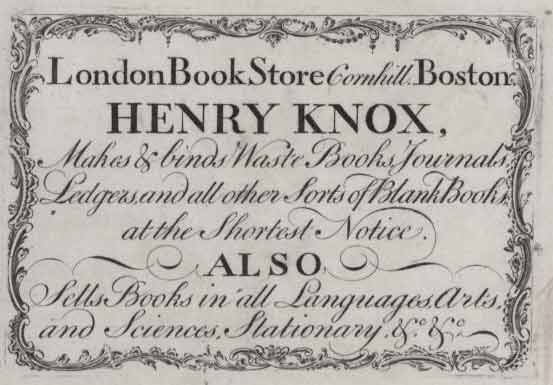 London Book Store Cornhill. Boston.
HENRY KNOX,
Makes & binds Waste Books, Journals,
Ledgers, and all other Sorts of Blank Books,
at the Shortest Notice.
ALSO
Sells Books in all Languages, Arts,
and Sciences, Stationary, &c. &c.